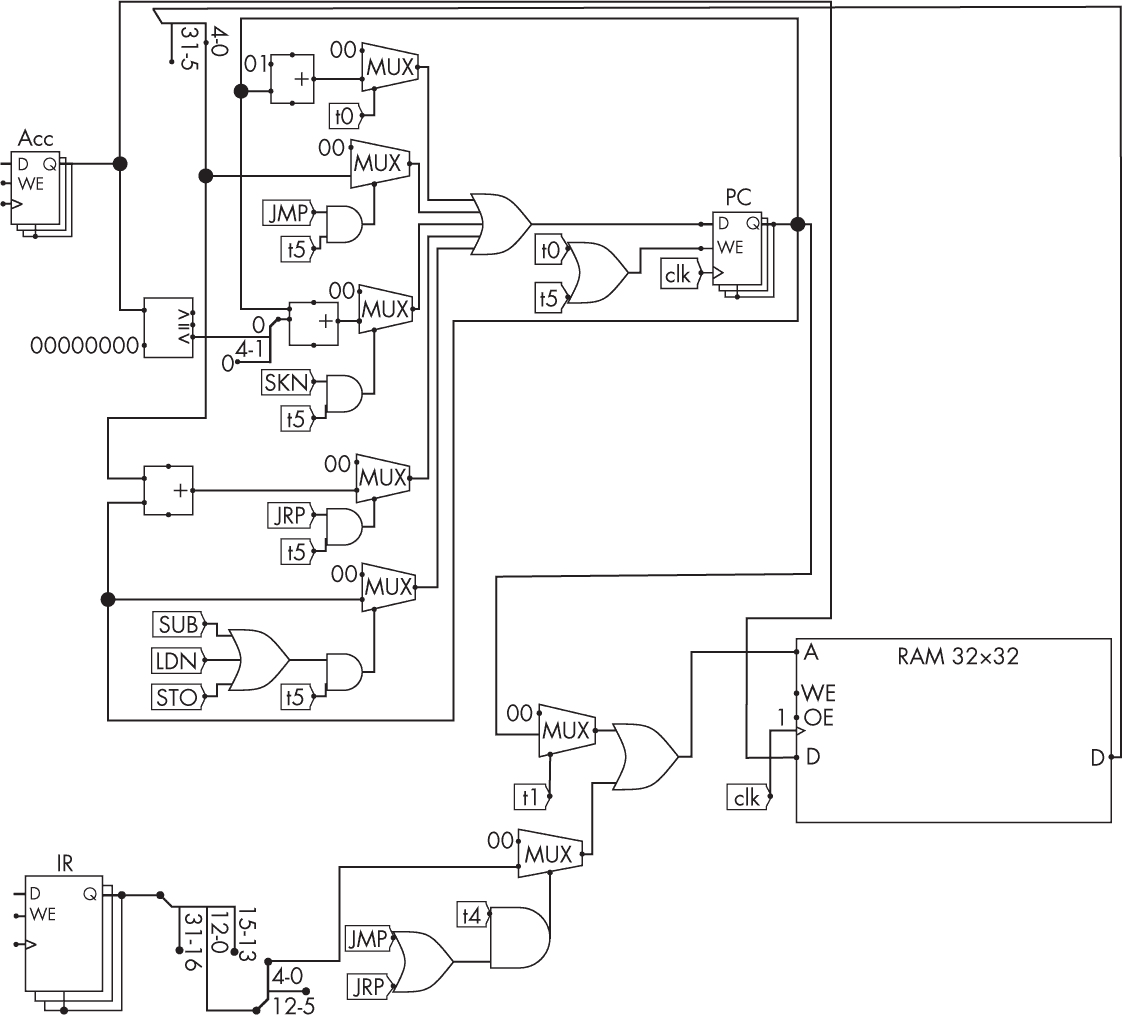 31-5
4-0
01
+
00
MUX
t0
Acc
D Q
WE
00
MUX
JMP
t5
PC
D Q
WE
t0
clk
t5
00
MUX
< = >
00000000
0
4-1
0
+
SKN
t5
+
00
MUX
JRP
t5
00
MUX
SUB
LDN
STO
t5
A
RAM 32×32
WE
1 OE
D
D
clk
00
MUX
t1
00
MUX
IR
D Q
WE
31-16
12-0
15-13
4-0
12-5
t4
JMP
JRP